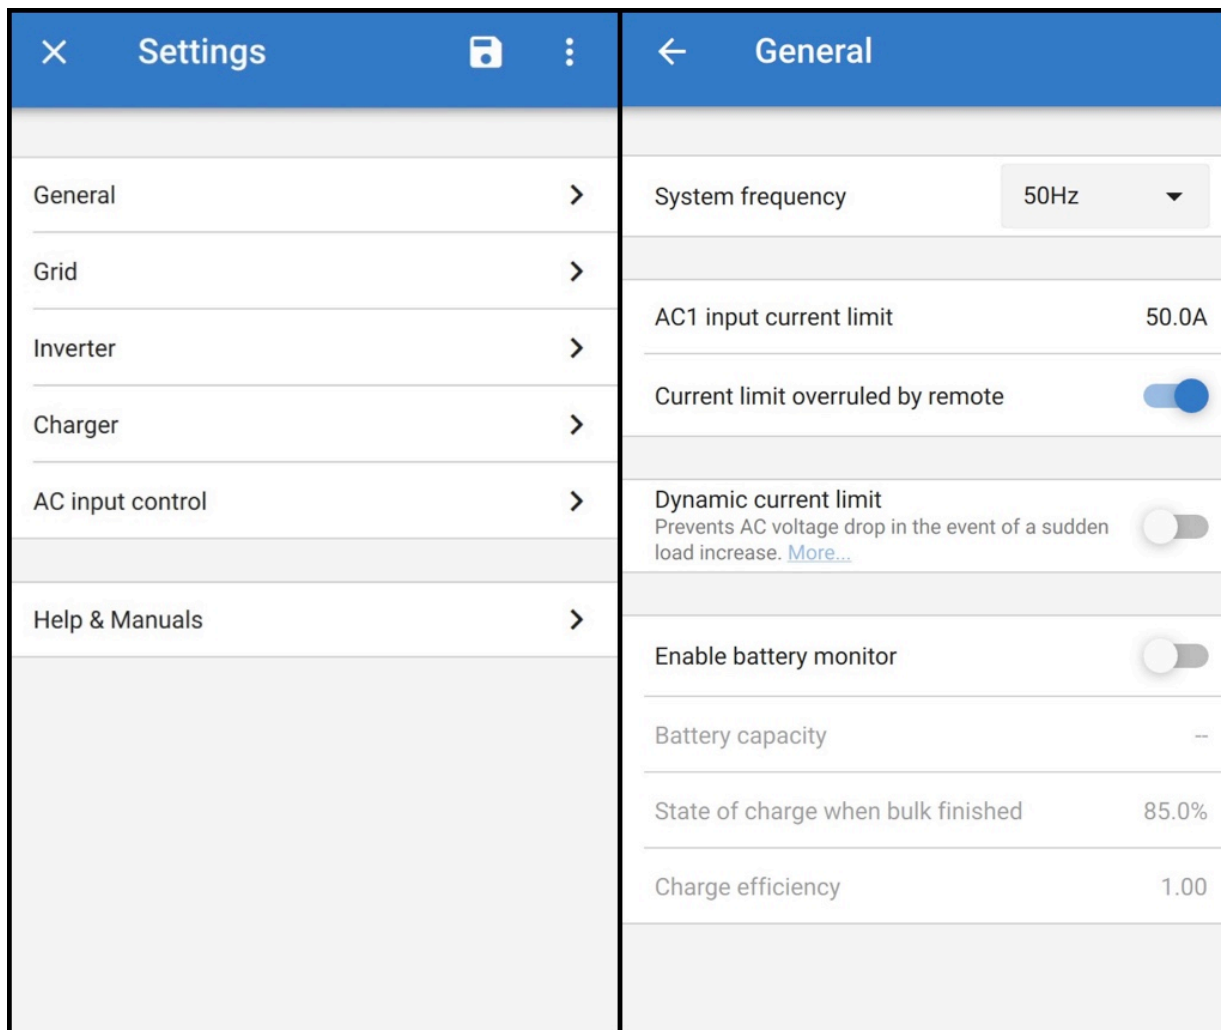 Settings
General
Grid
Inverter
Charger
AC input control
Help & Manuals
General
System frequency 50Hz
AC1 input current limit 50.0A
Current limit overruled by remote
Dynamic current limit
Prevents AC voltage drop in the event of a sudden
load increase. More...
Enable battery monitor
Battery capacity --
State of charge when bulk finished 85.0%
Charge efficiency 1.00